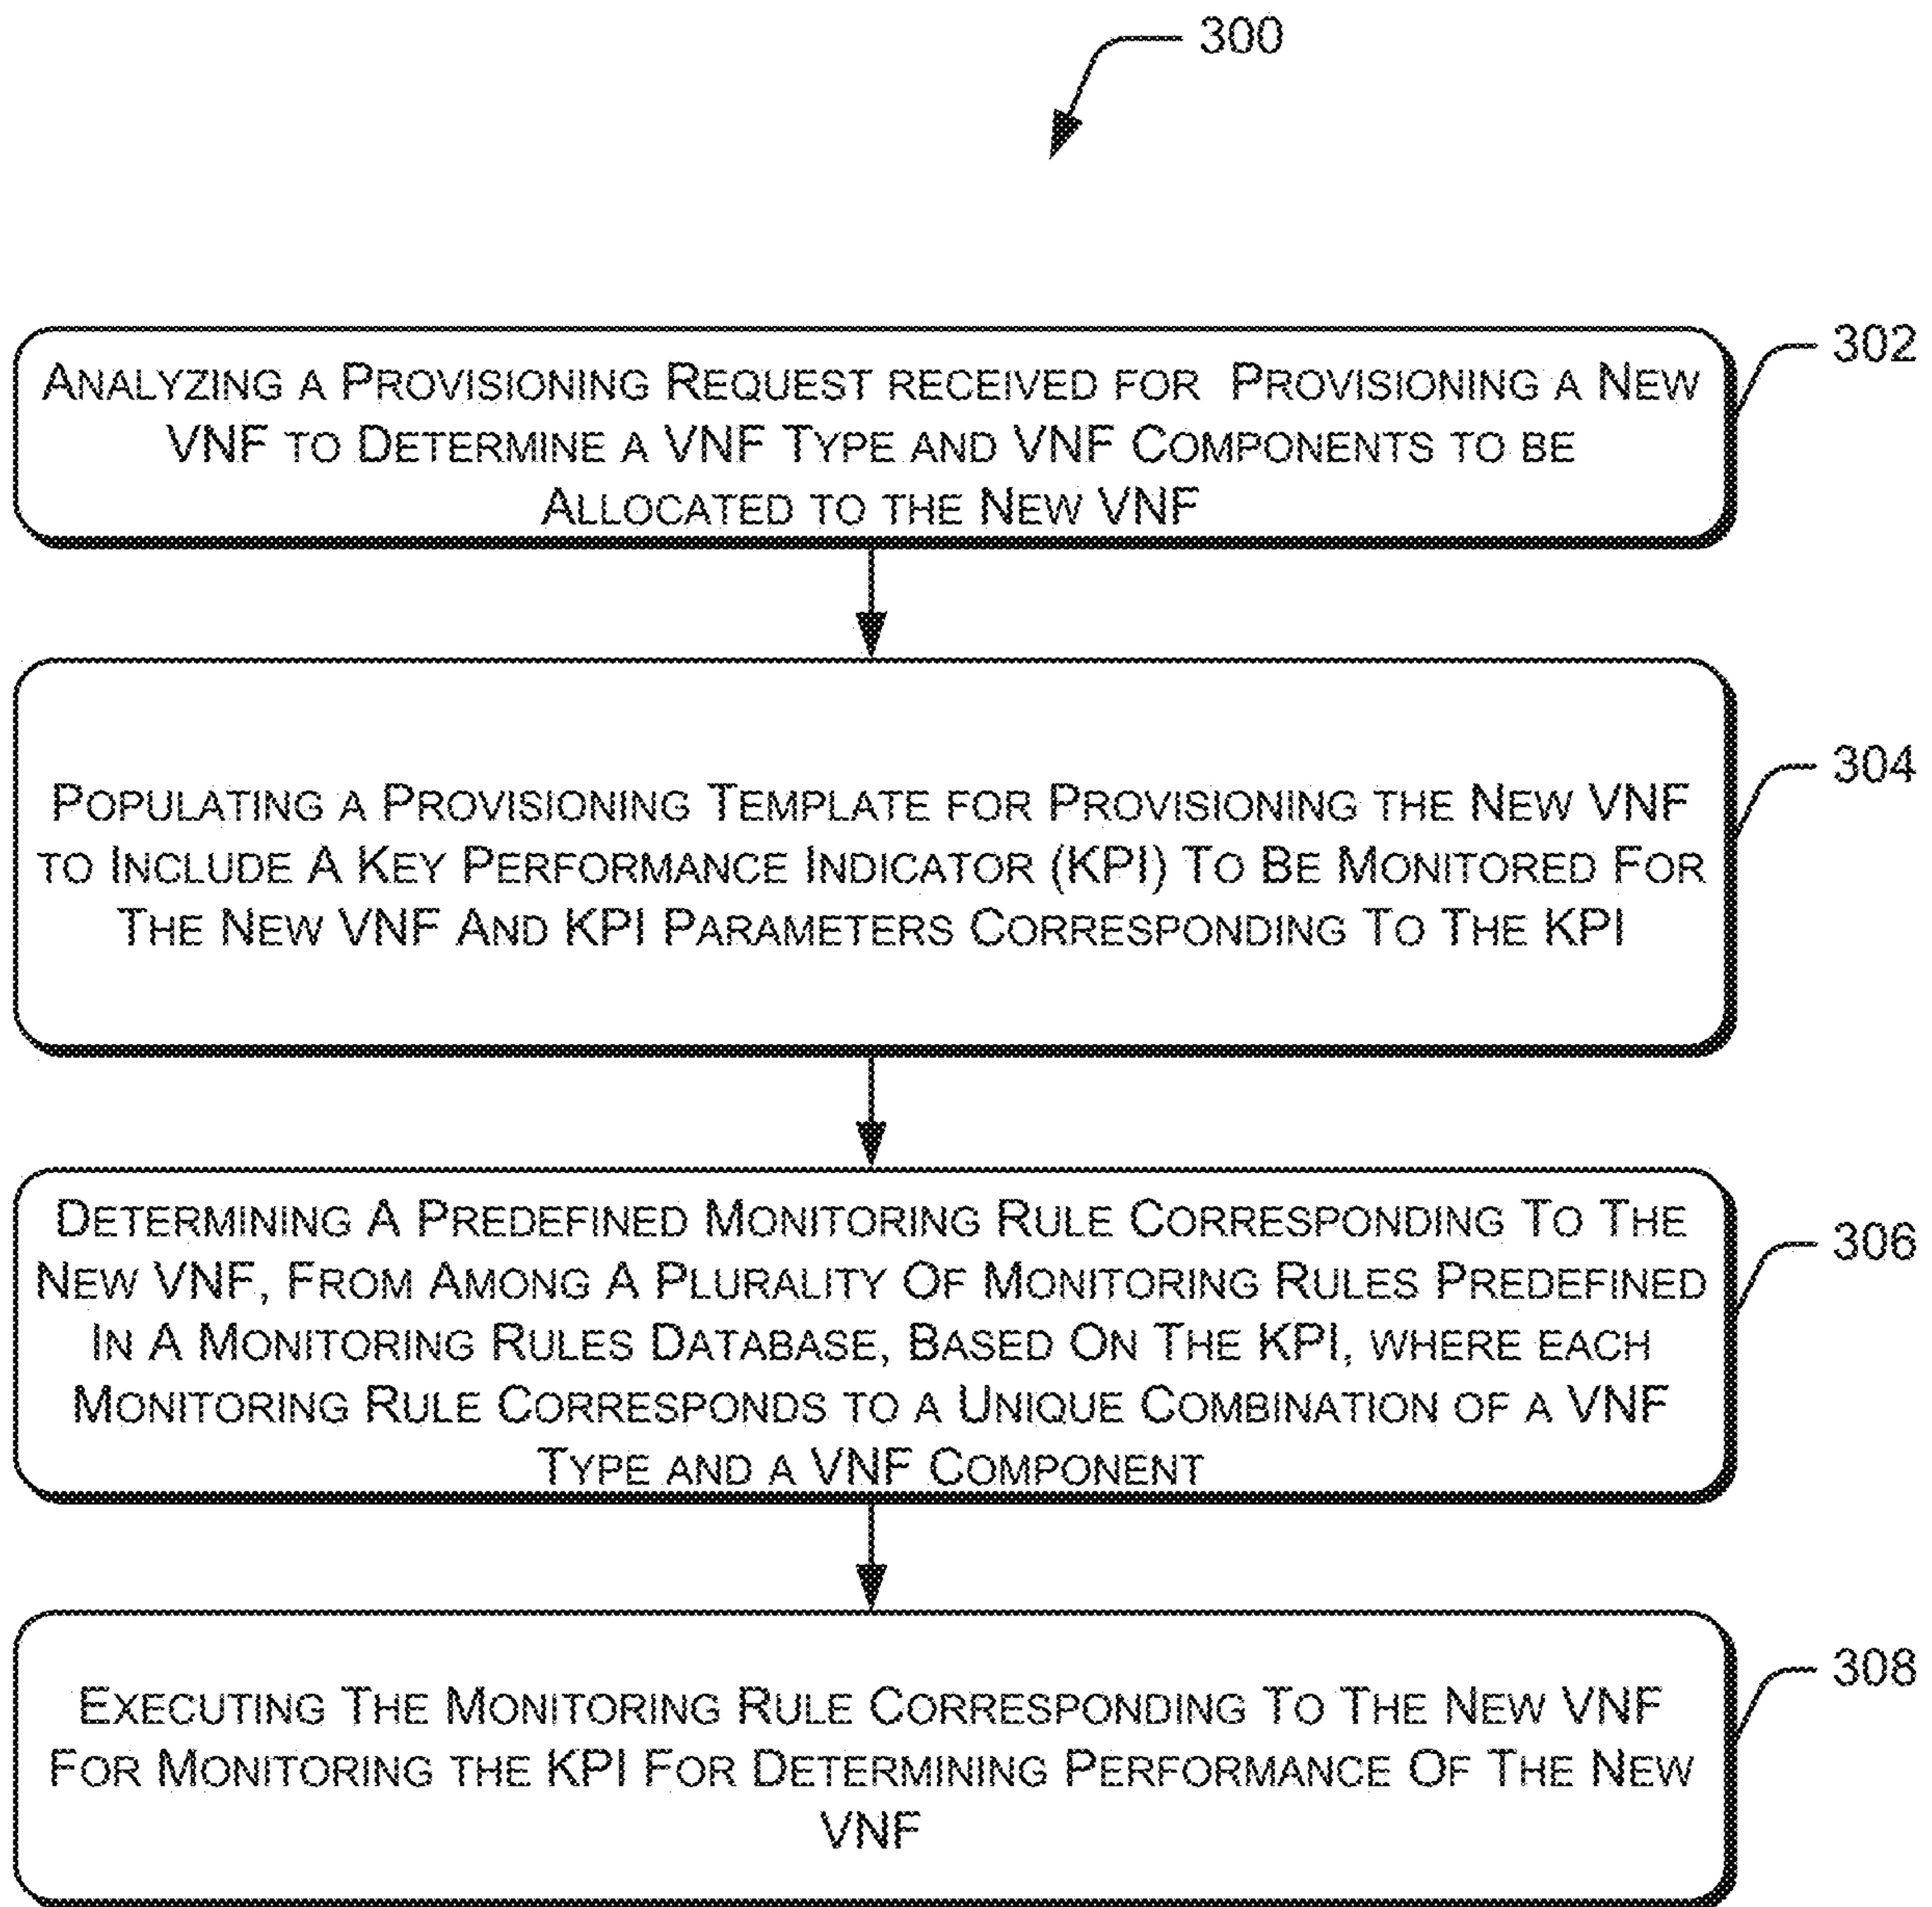 300
302
ANALYZING A PROVISIONING REQUEST RECEIVED FOR PROVISIONING A NEW
VNF TO DETERMINE A VNF TYPE AND VNF COMPONENTS TO BE
ALLOCATED TO THE NEW VNF
304
POPULATING A PROVISIONING TEMPLATE FOR PROVISIONING THE NEW VNF
TO INCLUDE A KEY PERFORMANCE INDICATOR (KPI) TO BE MONITORED FOR
THE NEW VNF AND KPI PARAMETERS CORRESPONDING TO THE KPI
306
DETERMINING A PREDEFINED MONITORING RULE CORRESPONDING TO THE
NEW VNF, FROM AMONG A PLURALITY OF MONITORING RULES PREDEFINED
IN A MONITORING RULES DATABASE, BASED ON THE KPI, WHERE EACH
MONITORING RULE CORRESPONDS TO A UNIQUE COMBINATION OF A VNF
TYPE AND A VNF COMPONENT
308
EXECUTING THE MONITORING RULE CORRESPONDING TO THE NEW VNF
FOR MONITORING THE KPI FOR DETERMINING PERFORMANCE OF THE NEW
VNF